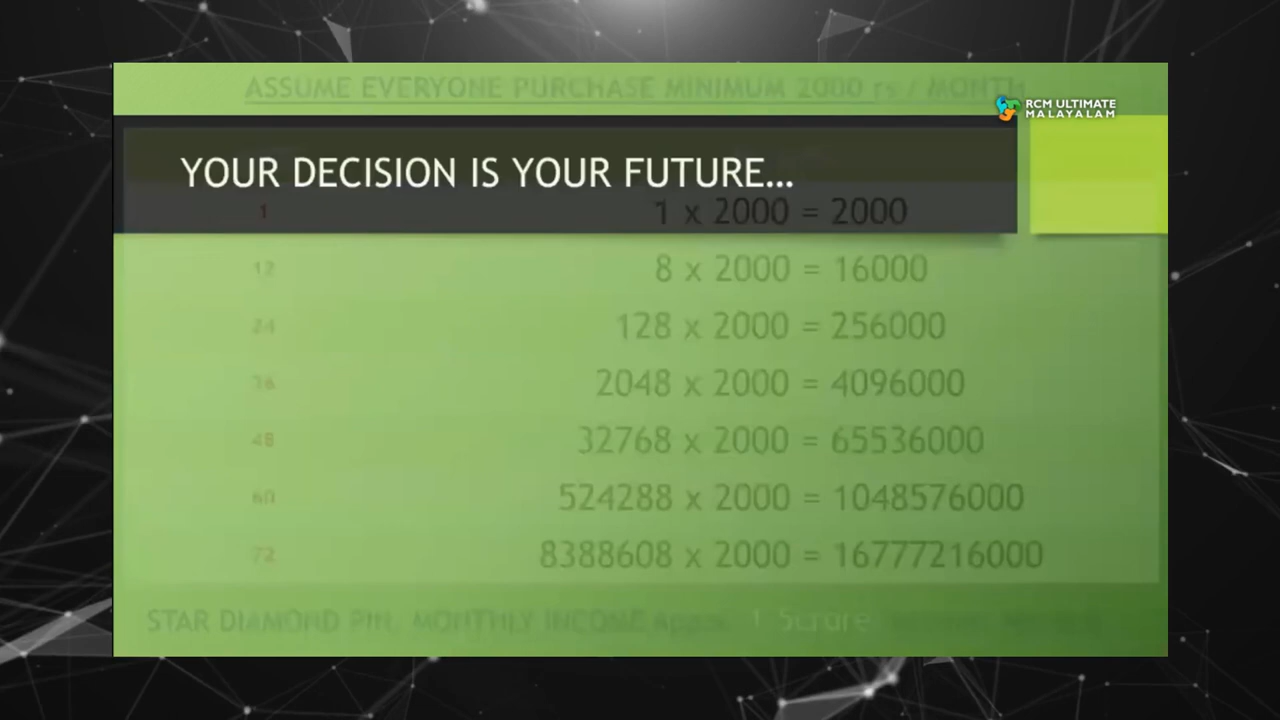 ASSUME EVERYONE PURCHASE MINIMUM 2000 rs / MONTH
RCM ULTIMATE
MALAYALAM
YOUR DECISION IS YOUR FUTURE...
1 1 x 2000 = 2000
12 8 x 2000 = 16000
24 128 x 2000 = 256000
36 2048 x 2000 = 4096000
48 32768 x 2000 = 65536000
60 524288 x 2000 = 1048576000
72 8388608 x 2000 = 16777216000
STAR DIAMOND PIN, MONTHLY INCOME Appx.